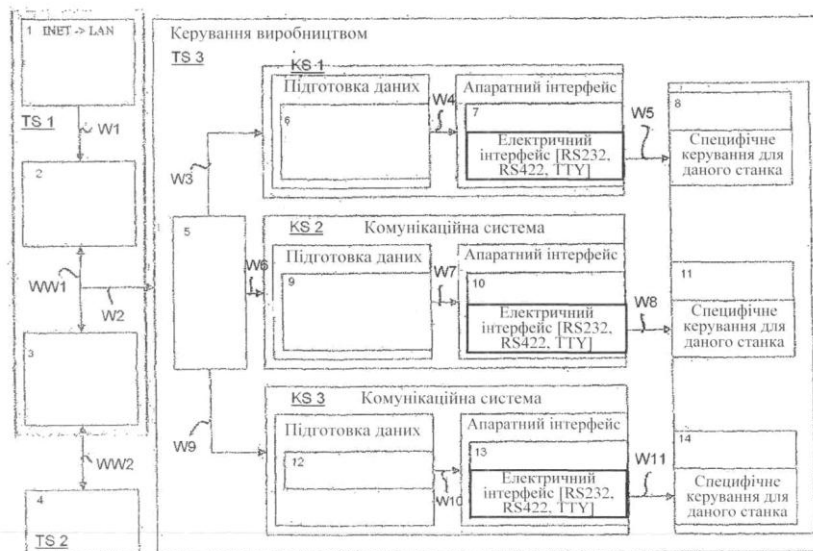 1 INET -> LAN
TS 1
W1
2
WW1
W2
3
WW2
4
TS 2
Керування виробництвом
TS 3
W3
5
W6
W9
KS 1
Підготовка даних
6
W4
Апаратний інтерфейс
7
Електричний
інтерфейс [RS232,
RS422, TTY]
W5
8
Специфічне
керування для
даного станка
KS 2
Комунікаційна система
Підготовка даних
9
W7
Апаратний інтерфейс
10
Електричний
інтерфейс [RS232,
RS422, TTY]
W8
11
Специфічне
керування для
даного станка
KS 3
Комунікаційна система
Підготовка даних
12
W10
Апаратний інтерфейс
13
Електричний
інтерфейс [RS232,
RS422, TTY]
W11
14
Специфічне
керування для
даного станка